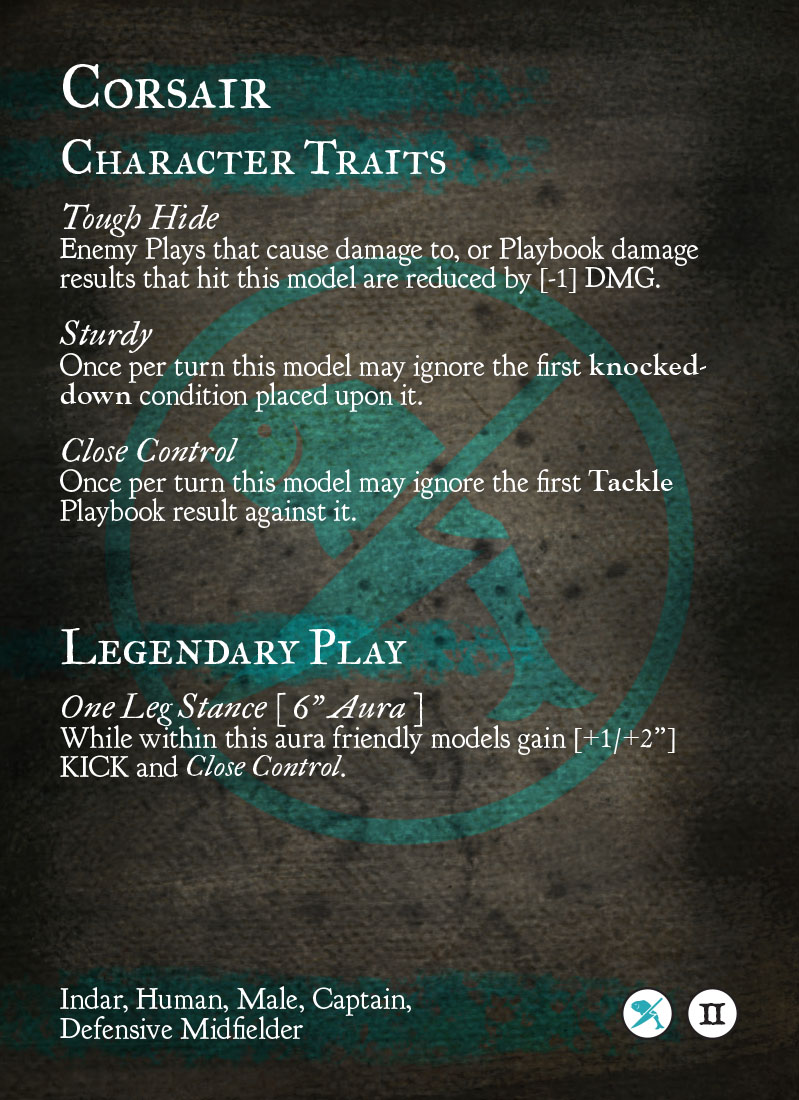 Corsair
Character Traits
Tough Hide
Enemy Plays that cause damage to, or Playbook damage
results that hit this model are reduced by [-1] DMG.
Sturdy
Once per turn this model may ignore the first knocked-
down condition placed upon it.
Close Control
Once per turn this model may ignore the first Tackle
Playbook result against it.
Legendary Play
One Leg Stance [ 6” Aura ]
While within this aura friendly models gain [+1/+2”]
KICK and Close Control.
Indar, Human, Male, Captain,
Defensive Midfielder
II